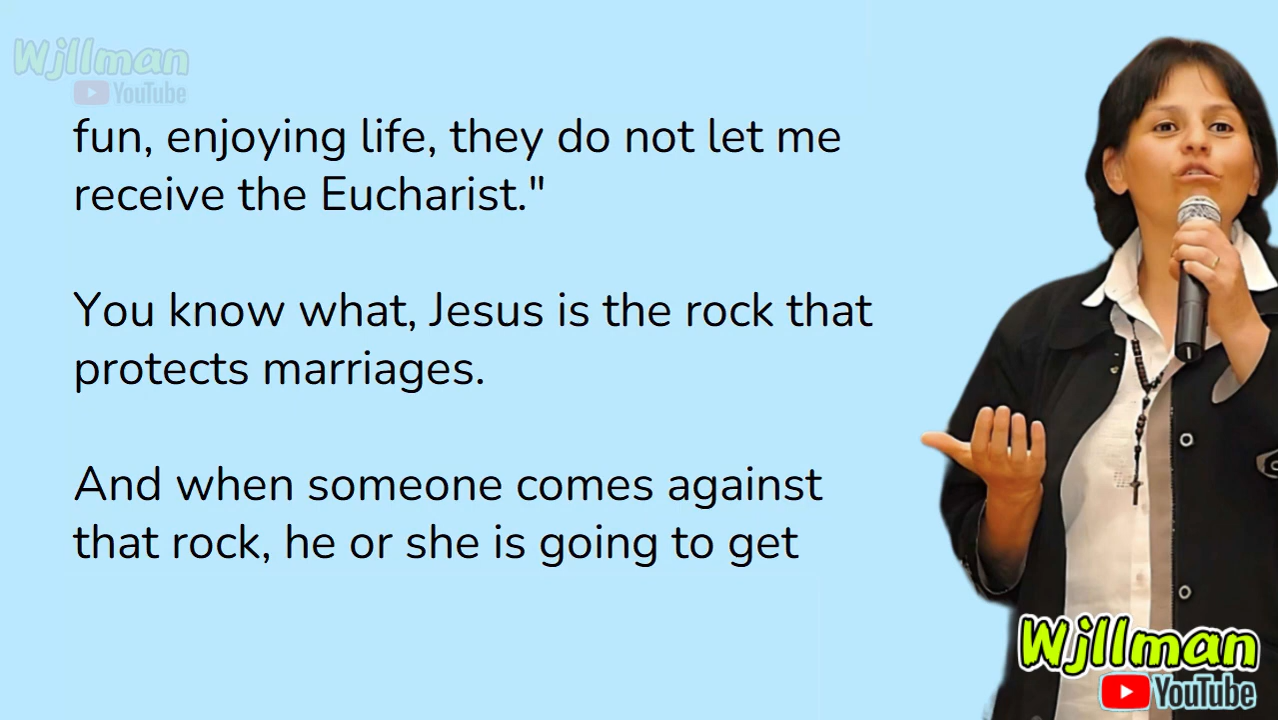 Wjllman
YouTube
fun, enjoying life, they do not let me
receive the Eucharist."
You know what, Jesus is the rock that
protects marriages.
And when someone comes against
that rock, he or she is going to get
Wjllman
YouTube